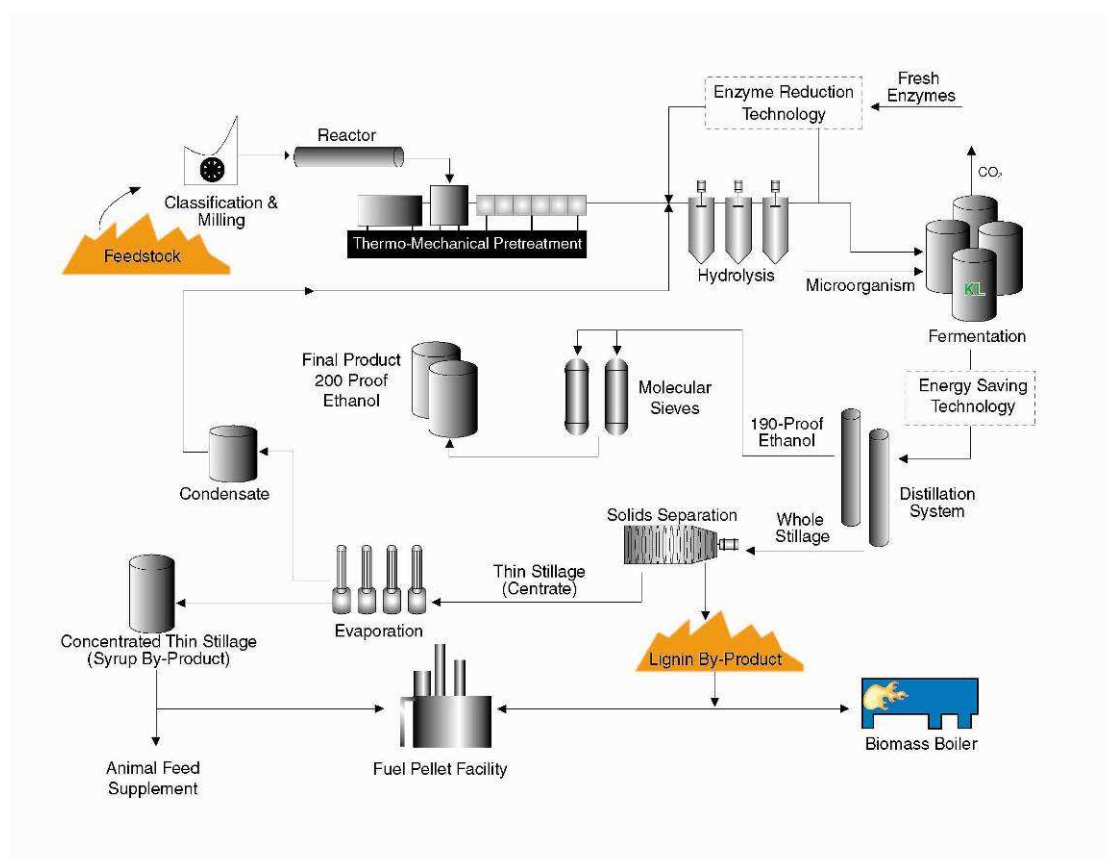 Enzyme Reduction
Technology
Fresh
Enzymes
Reactor
CO₂
Classification &
Milling
Thermo-Mechanical Pretreatment
Feedstock
Hydrolysis
Microorganism
KL
Fermentation
Final Product
200 Proof
Ethanol
Molecular
Sieves
Energy Saving
Technology
190-Proof
Ethanol
Condensate
Distillation
System
Solids Separation
Whole
Stillage
Thin Stillage
(Centrate)
Evaporation
Concentrated Thin Stillage
(Syrup By-Product)
Lignin By-Product
Biomass Boiler
Animal Feed
Supplement
Fuel Pellet Facility